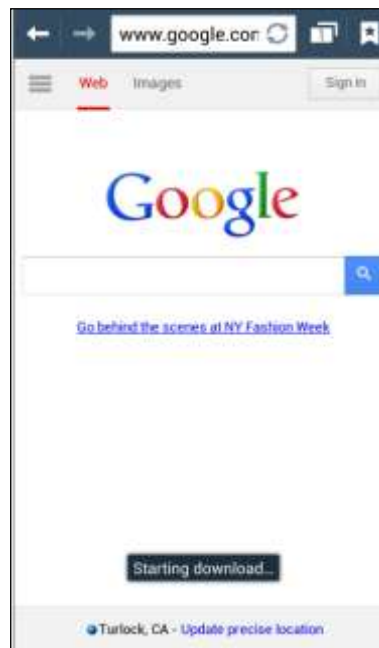 www.google.com
1
Web Images Sign in
Google
Go behind the scenes at NY Fashion Week
Starting download...
Turlock, CA - Update precise location